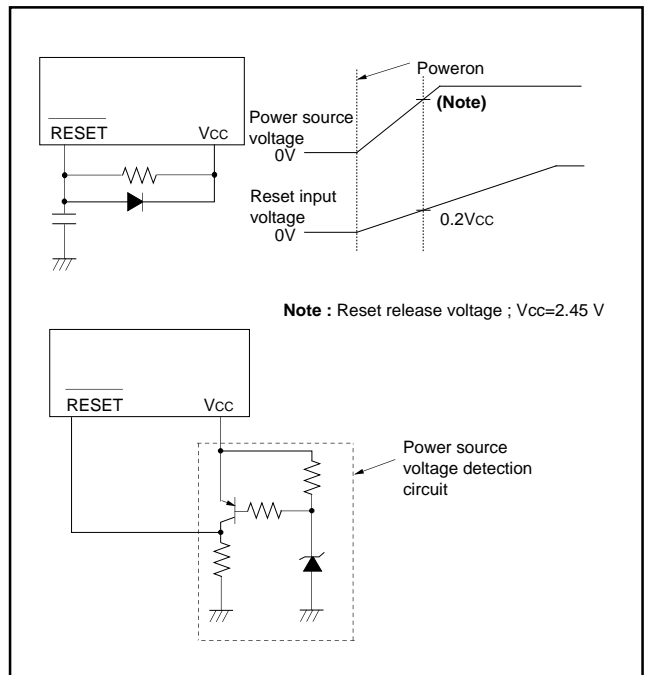 Poweron
(Note)
RESET
Vcc
Power source
voltage
0V
Reset input
voltage
0V
0.2Vcc
Note : Reset release voltage ; Vcc=2.45 V
RESET
Vcc
Power source
voltage detection
circuit